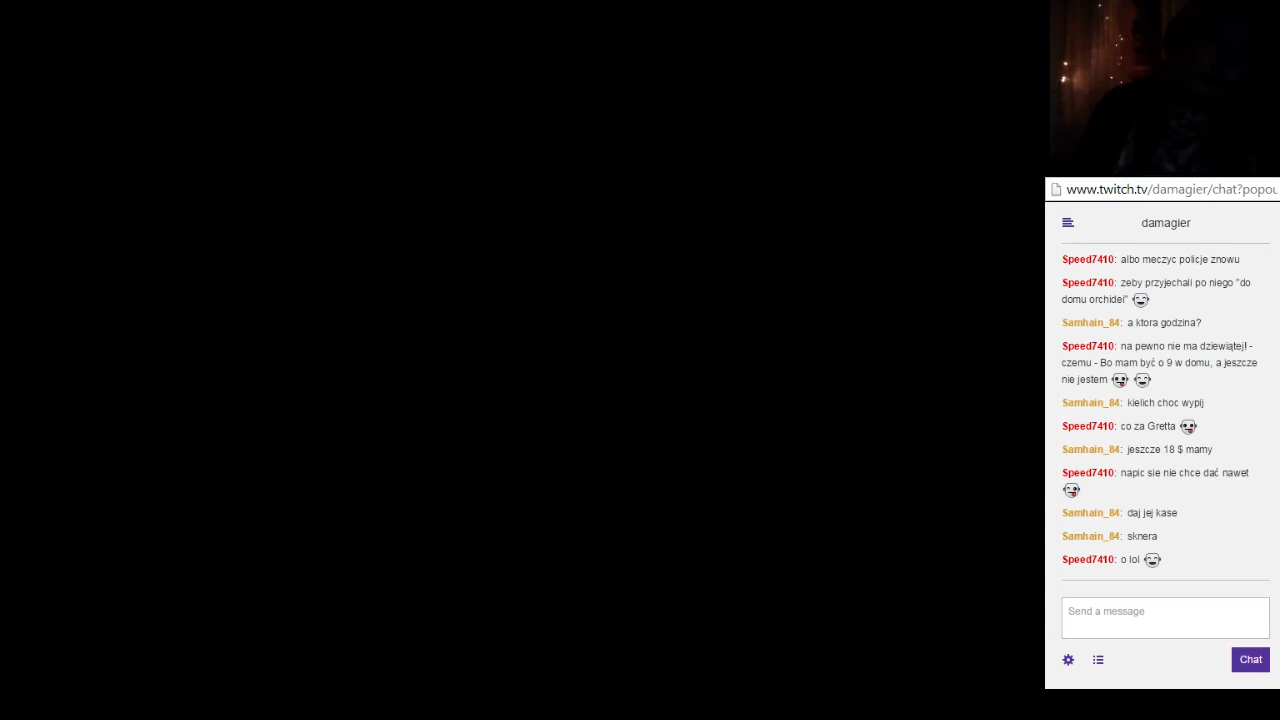 www.twitch.tv/damagier/chat?popou
damagier
Speed7410: albo meczyc policje znowu
Speed7410: zeby przyjechali po niego "do
domu orchidei"
Samhain_84: a ktora godzina?
Speed7410: na pewno nie ma dziewiątej! -
czemu - Bo mam być o 9 w domu, a jeszcze
nie jestem
Samhain_84: kielich choc wypij
Speed7410: co za Gretta
Samhain_84: jeszcze 18 $ mamy
Speed7410: napic sie nie chce dać nawet
Samhain_84: daj jej kase
Samhain_84: sknera
Speed7410: o lol
Send a message
Chat